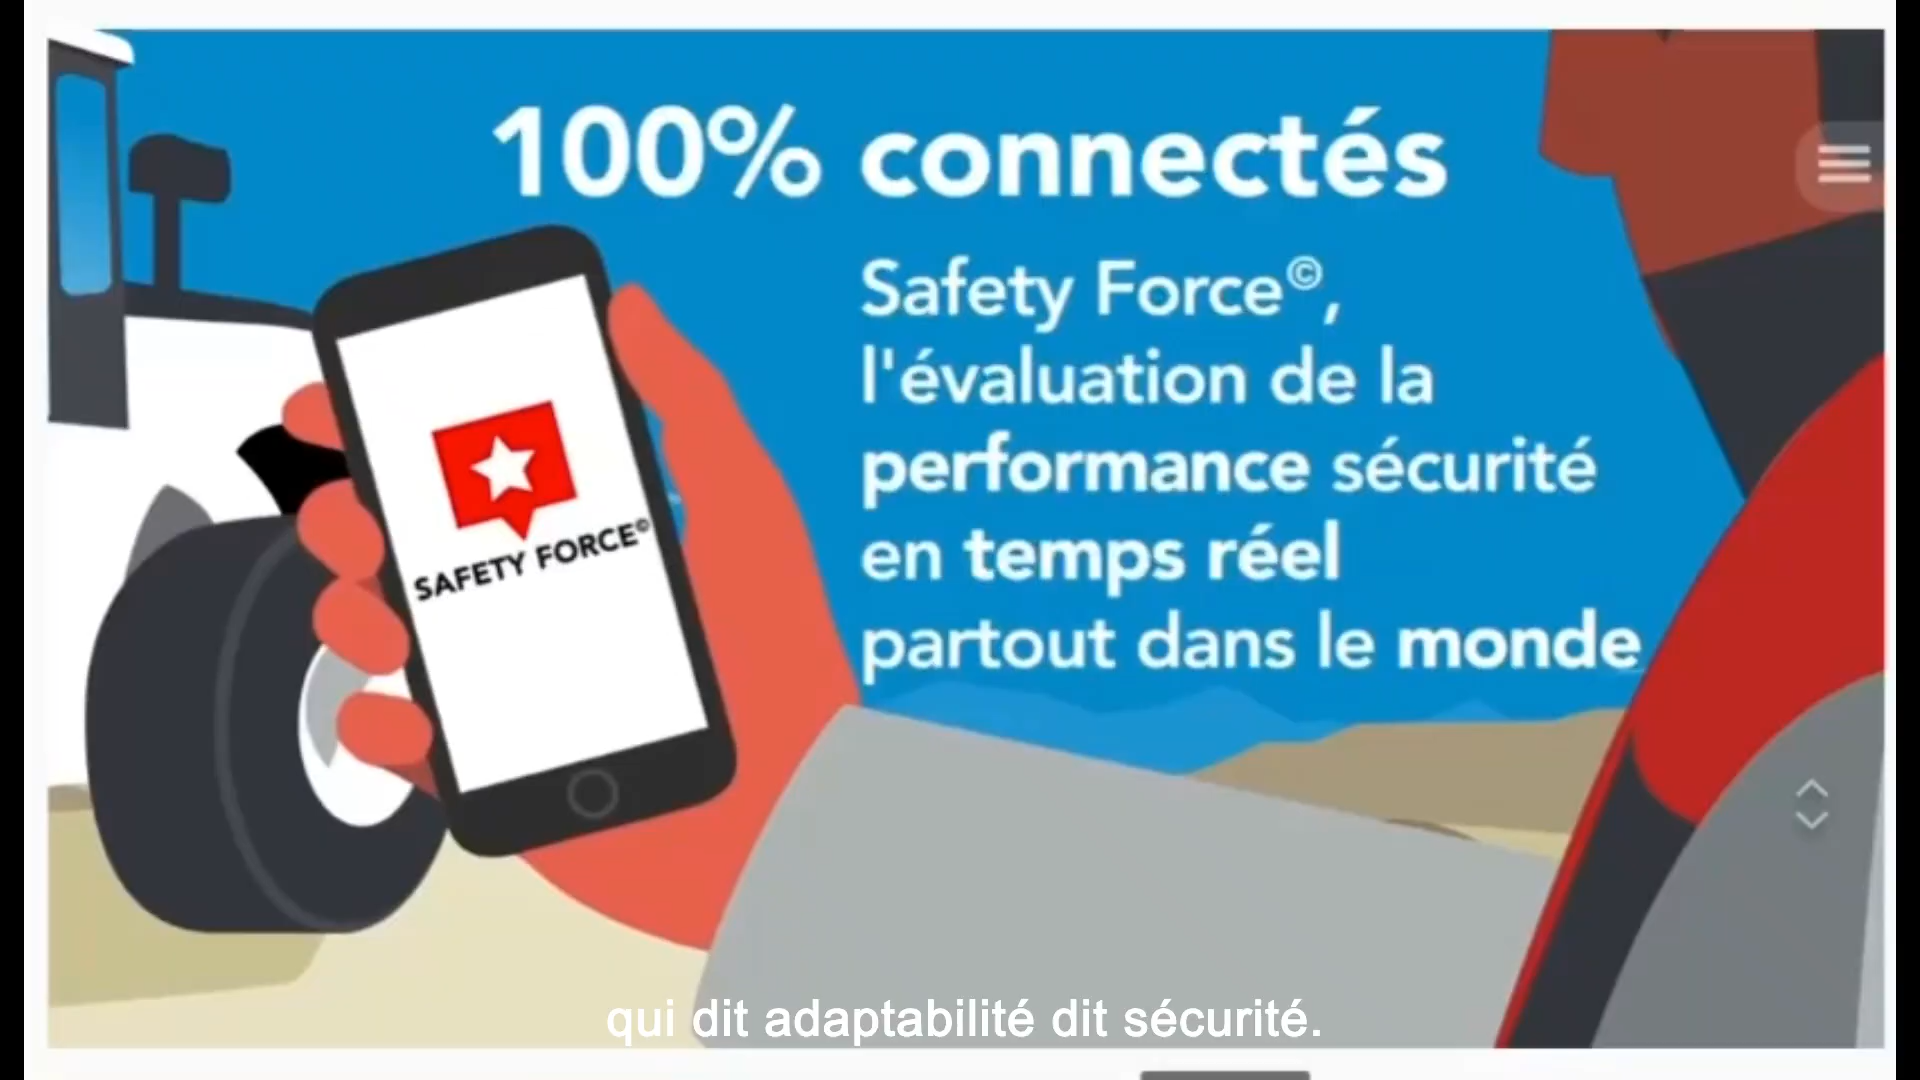 100% connectés
Safety Force©,
l'évaluation de la
performance sécurité
en temps réel
partout dans le monde
SAFETY FORCE©
qui dit adaptabilité dit sécurité.